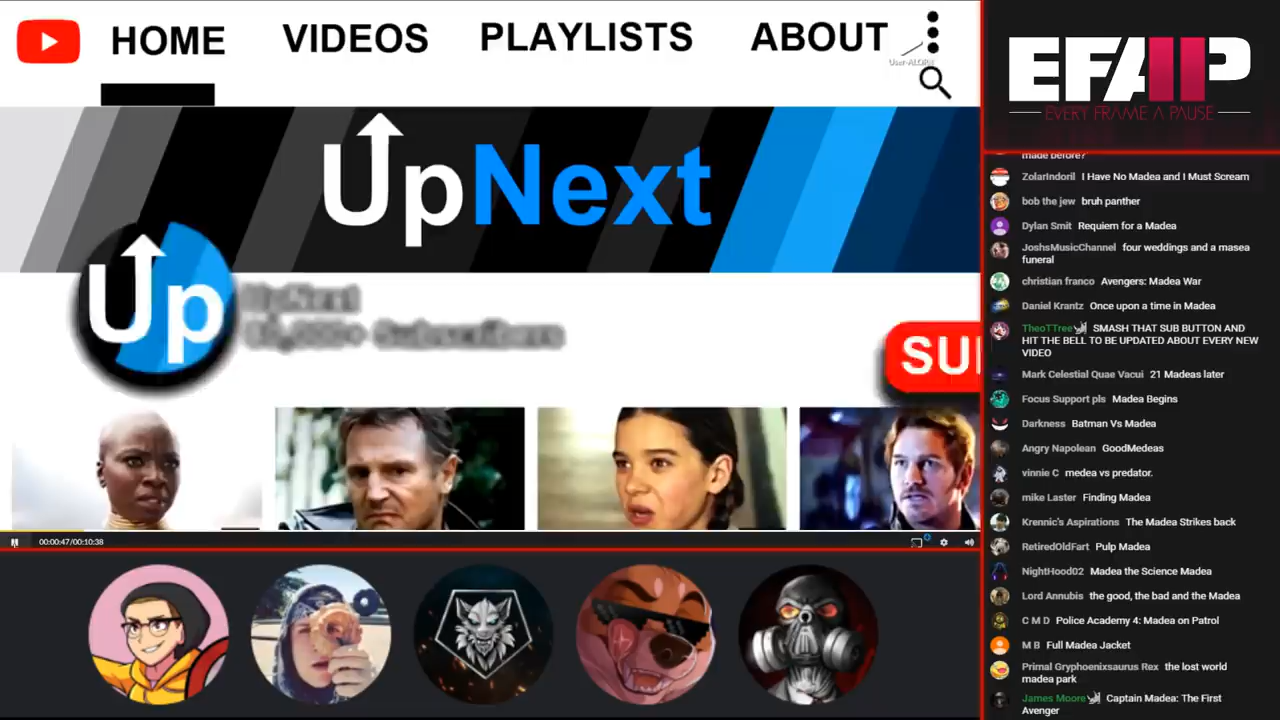 HOME VIDEOS PLAYLISTS ABOUT
UpNext
Up
UpNext
SU
00:00:47/00:10:38
EFAP
EVERY FRAME A PAUSE
made before?
ZolarIndoril I Have No Madea and I Must Scream
bob the jew bruh panther
Dylan Smit Requiem for a Madea
JoshsMusicChannel four weddings and a masea
funeral
christian franco Avengers: Madea War
Daniel Krantz Once upon a time in Madea
TheoTTree SMASH THAT SUB BUTTON AND
HIT THE BELL TO BE UPDATED ABOUT EVERY NEW
VIDEO
Mark Celestial Quae Vacui 21 Madeas later
Focus Support pls Madea Begins
Darkness Batman Vs Madea
Angry Napolean GoodMedeas
vinnie C medea vs predator.
mike Laster Finding Madea
Krennic's Aspirations The Madea Strikes back
RetiredOldFart Pulp Madea
NightHood02 Madea the Science Madea
Lord Annubis the good, the bad and the Madea
C M D Police Academy 4: Madea on Patrol
M B Full Madea Jacket
Primal Gryphoenixsaurus Rex the lost world
madea park
James Moore Captain Madea: The First
Avenger